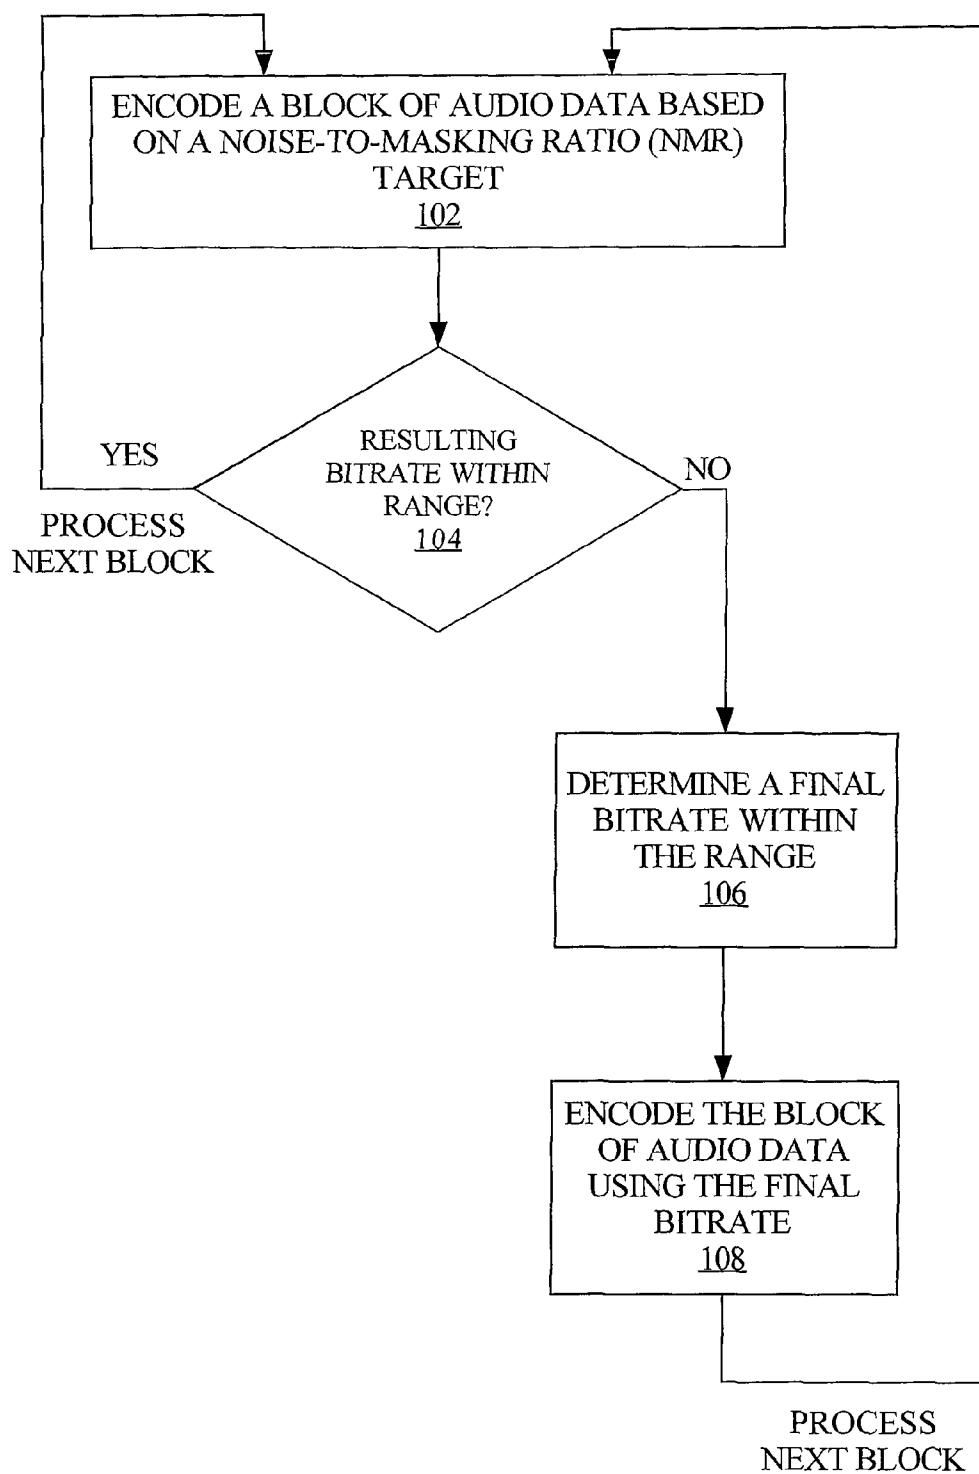 ENCODE A BLOCK OF AUDIO DATA BASED
ON A NOISE-TO-MASKING RATIO (NMR)
TARGET
102
RESULTING
BITRATE WITHIN
RANGE?
104
YES
PROCESS
NEXT BLOCK
NO
DETERMINE A FINAL
BITRATE WITHIN
THE RANGE
106
ENCODE THE BLOCK
OF AUDIO DATA
USING THE FINAL
BITRATE
108
PROCESS
NEXT BLOCK